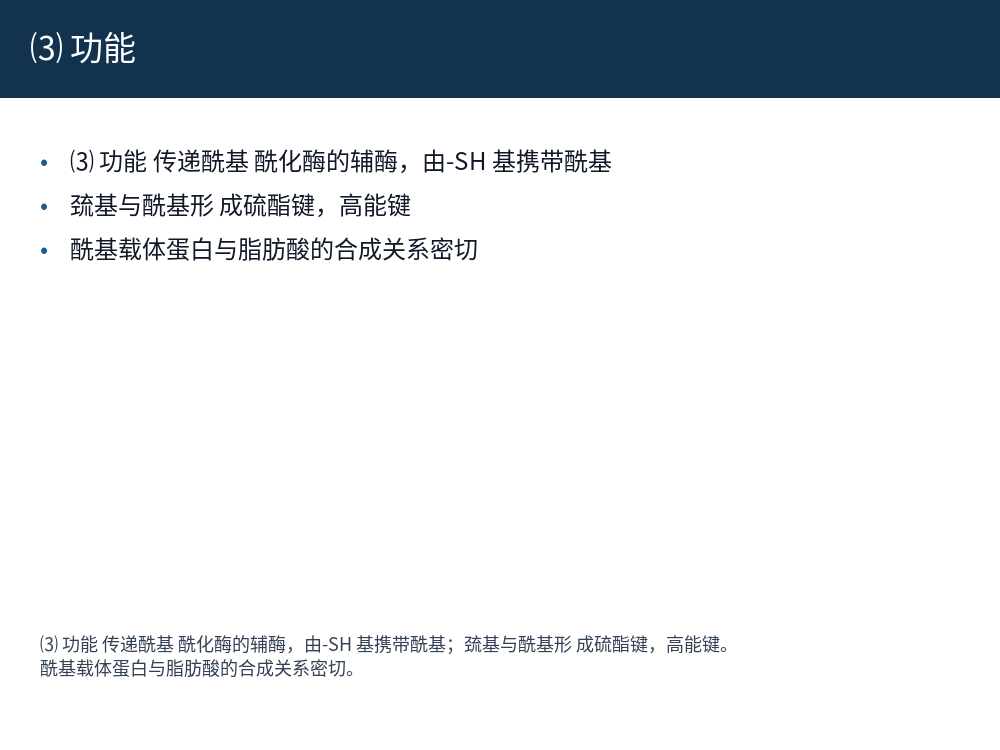 ⑶ 功能
• ⑶ 功能 传递酰基 酰化酶的辅酶，由-SH 基携带酰基
• 巯基与酰基形 成硫酯键，高能键
• 酰基载体蛋白与脂肪酸的合成关系密切
⑶ 功能 传递酰基 酰化酶的辅酶，由-SH 基携带酰基；巯基与酰基形 成硫酯键，高能键。
酰基载体蛋白与脂肪酸的合成关系密切。